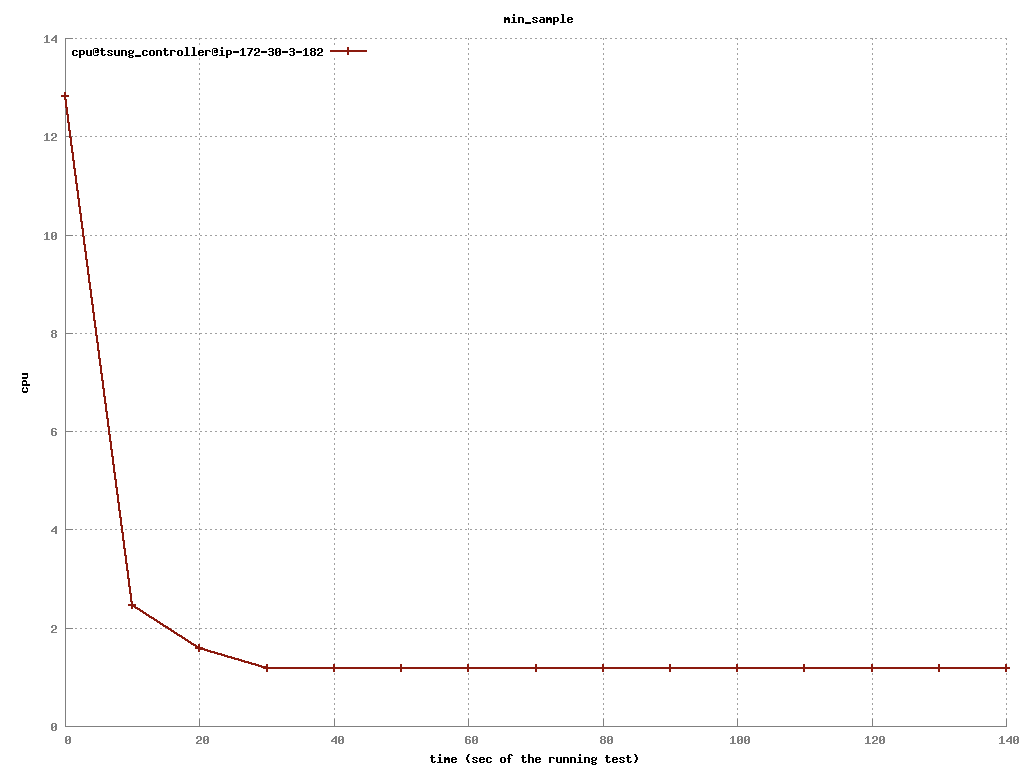 min_sample
14
cpu@tsung_controller@ip-172-30-3-182
12
10
8
cpu
6
4
2
0
0 20 40 60 80 100 120 140
time (sec of the running test)